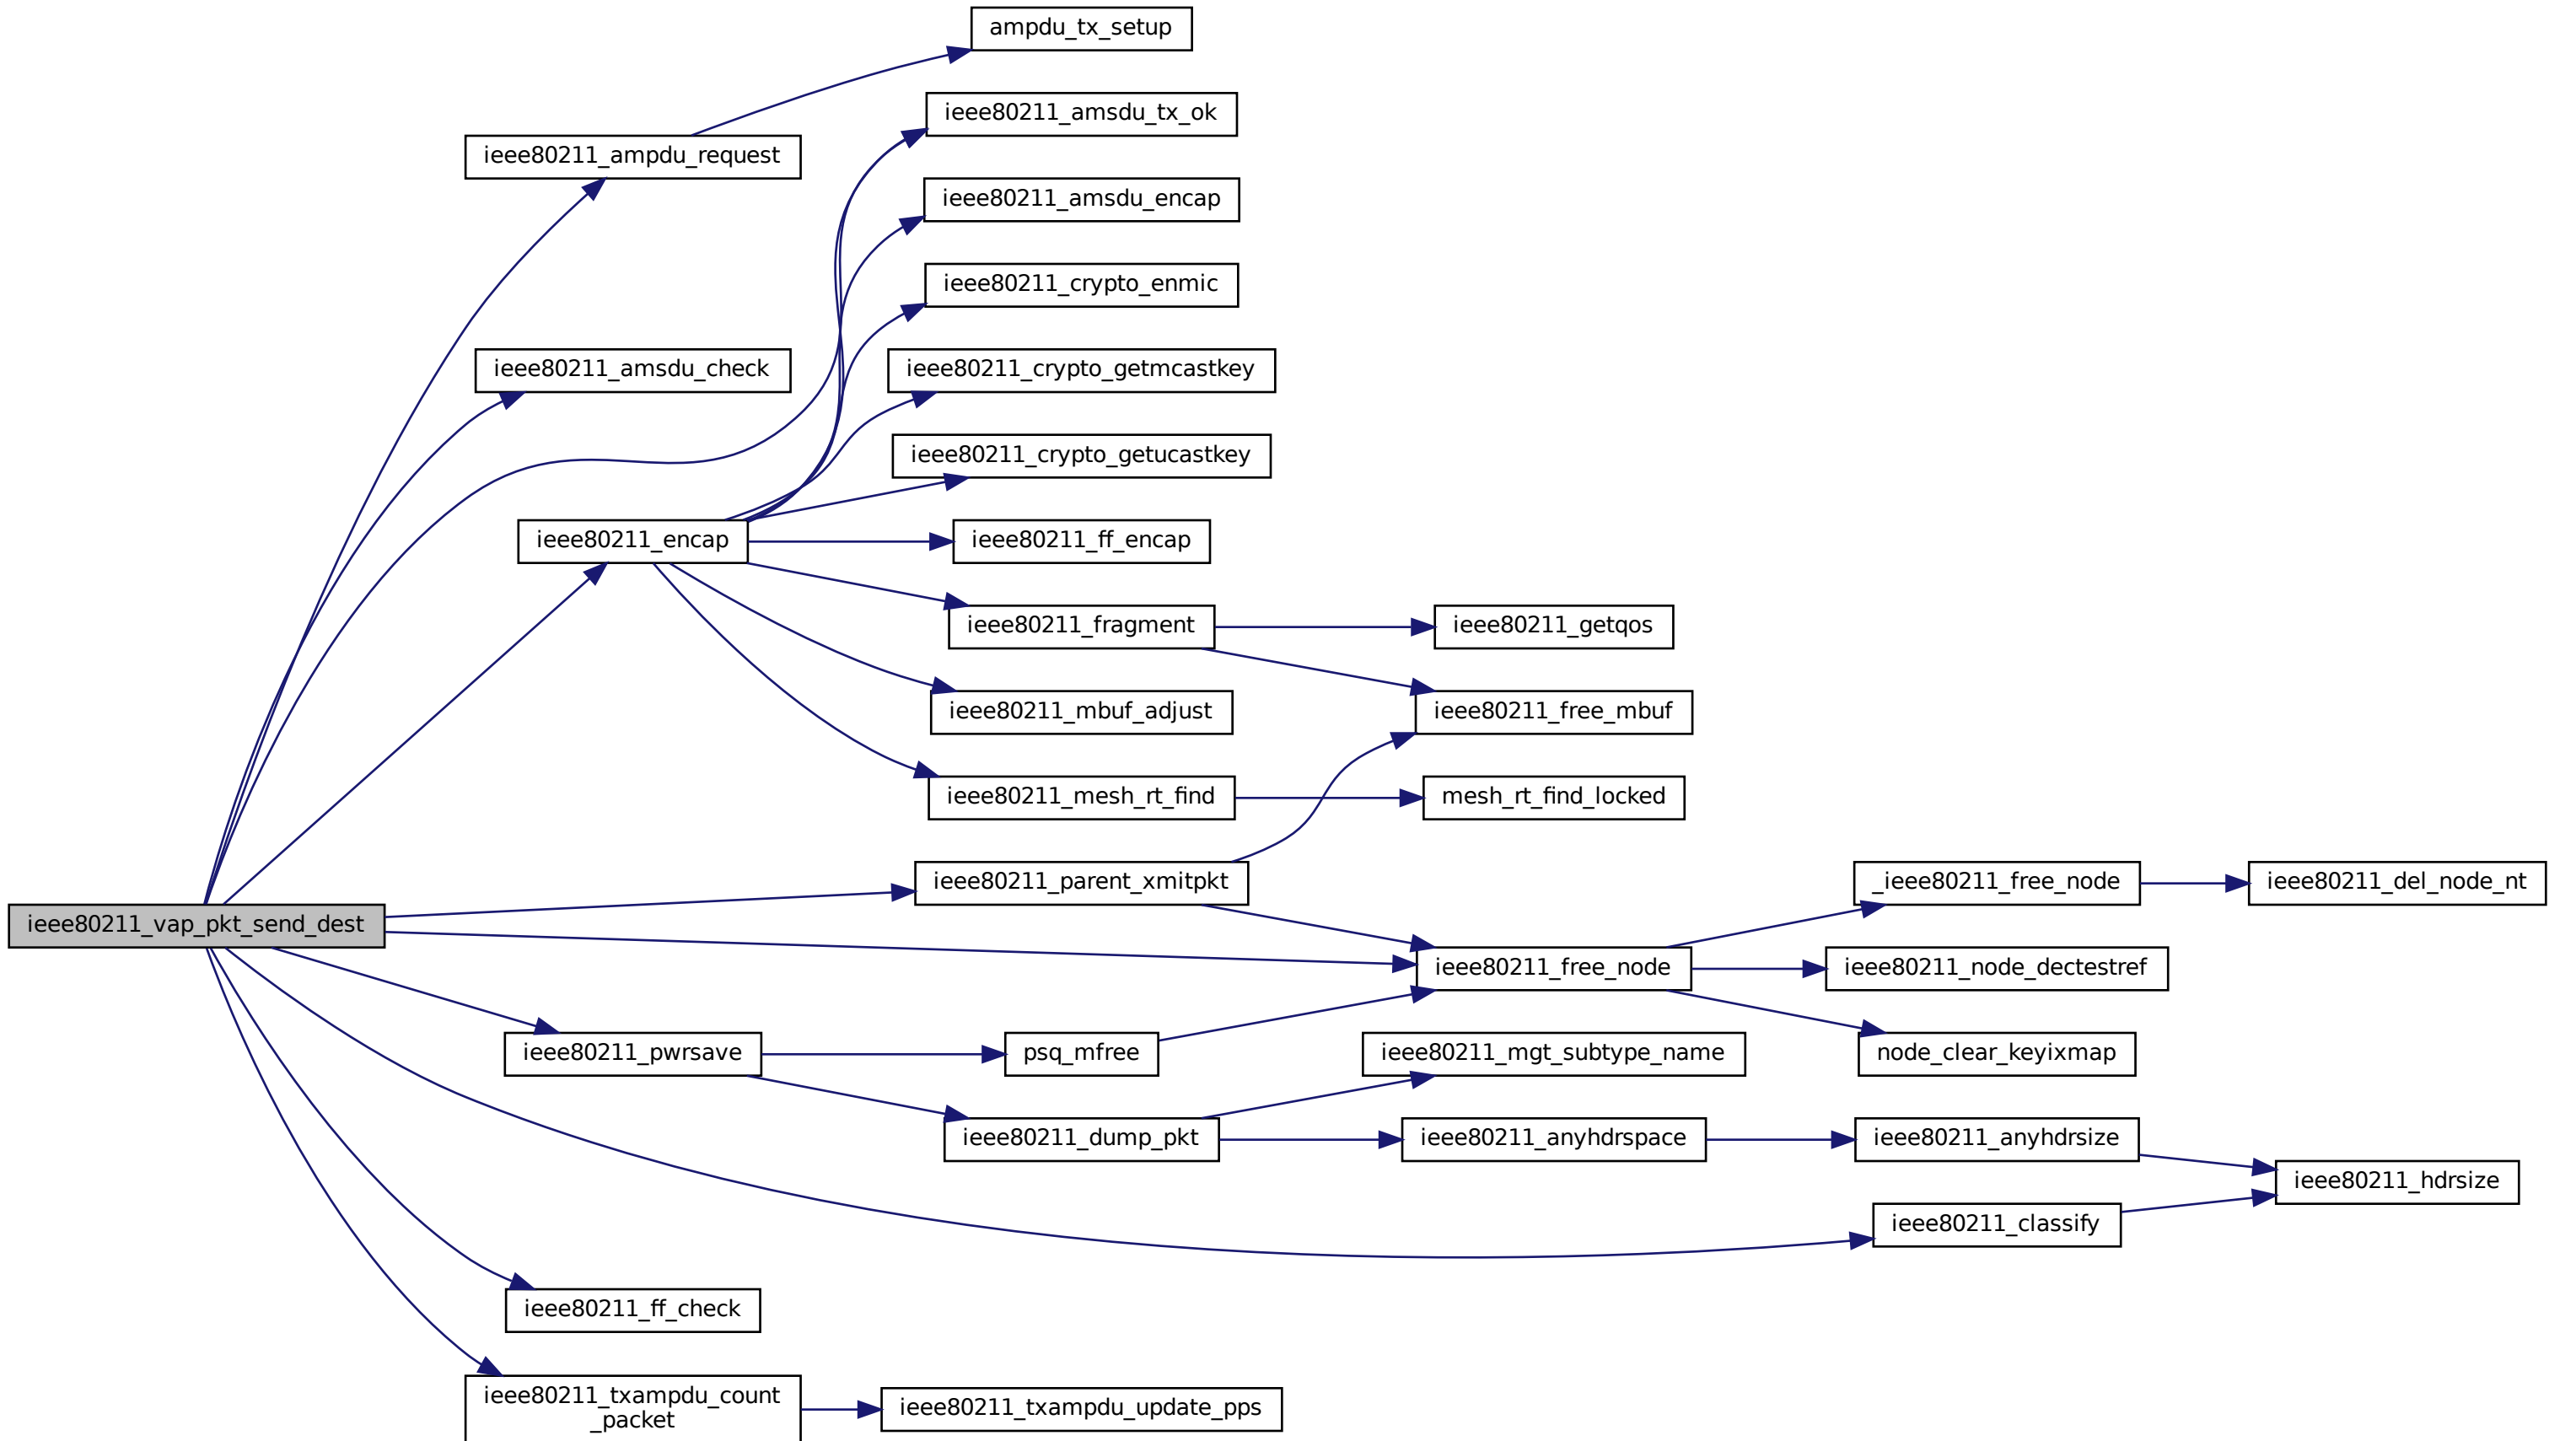 ampdu_tx_setup
ieee80211_amsdu_tx_ok
ieee80211_ampdu_request
ieee80211_amsdu_encap
ieee80211_crypto_enmic
ieee80211_amsdu_check
ieee80211_crypto_getmcastkey
ieee80211_crypto_getucastkey
ieee80211_encap
ieee80211_ff_encap
ieee80211_fragment
ieee80211_getqos
ieee80211_mbuf_adjust
ieee80211_free_mbuf
ieee80211_mesh_rt_find
mesh_rt_find_locked
ieee80211_parent_xmitpkt
_ieee80211_free_node
ieee80211_del_node_nt
ieee80211_vap_pkt_send_dest
ieee80211_free_node
ieee80211_node_dectestref
ieee80211_pwrsave
psq_mfree
ieee80211_mgt_subtype_name
node_clear_keyixmap
ieee80211_dump_pkt
ieee80211_anyhdrspace
ieee80211_anyhdrsize
ieee80211_hdrsize
ieee80211_classify
ieee80211_ff_check
ieee80211_txampdu_count
_packet
ieee80211_txampdu_update_pps